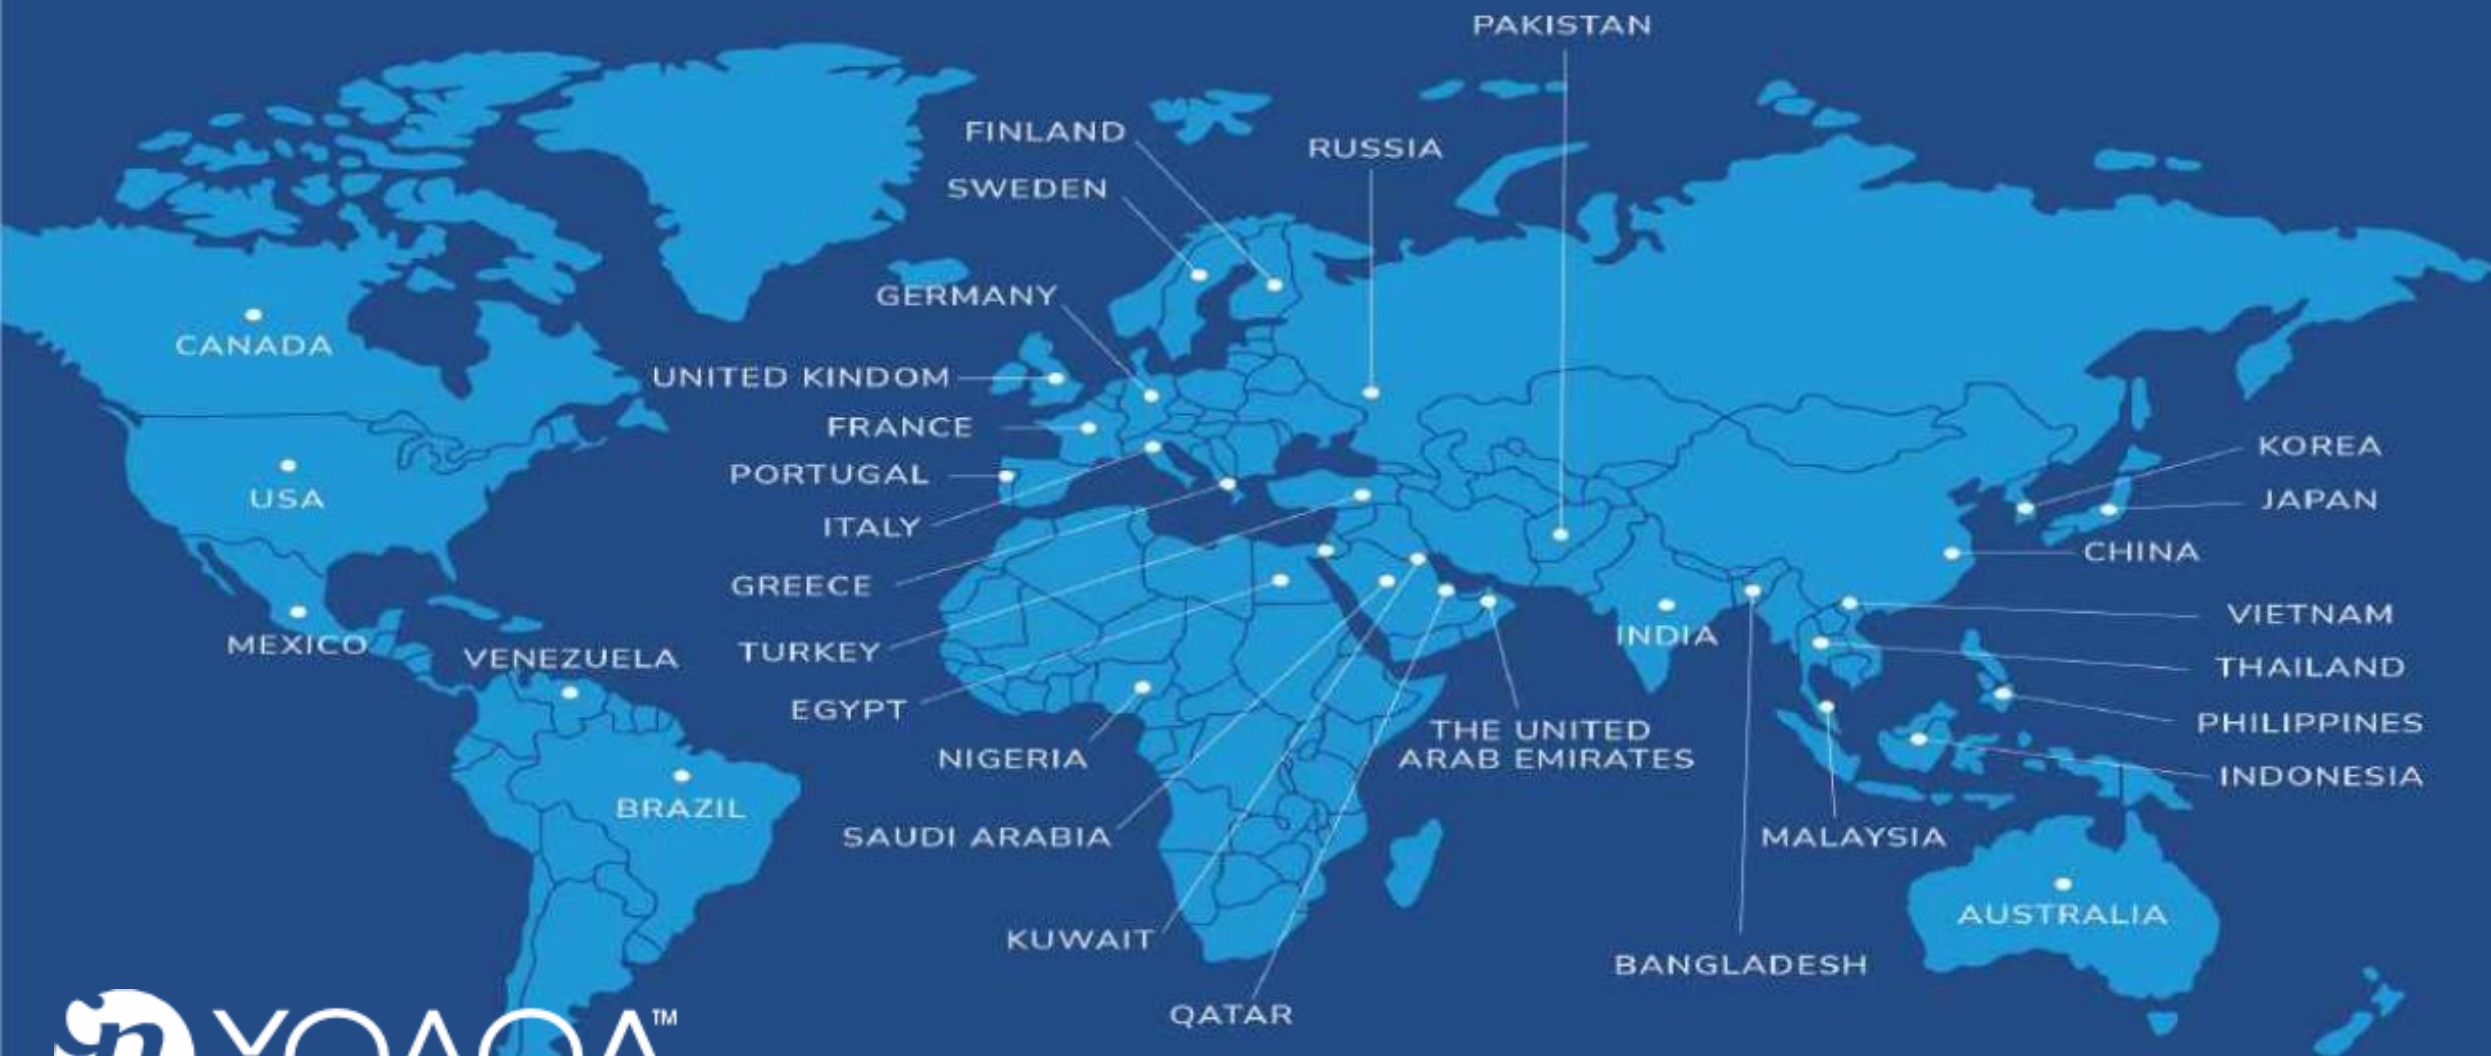 PAKISTAN
FINLAND
RUSSIA
SWEDEN
GERMANY
CANADA
UNITED KINDOM
FRANCE
KOREA
PORTUGAL
USA
JAPAN
ITALY
CHINA
GREECE
VIETNAM
INDIA
MEXICO
TURKEY
VENEZUELA
THAILAND
EGYPT
PHILIPPINES
THE UNITED
ARAB EMIRATES
NIGERIA
INDONESIA
BRAZIL
SAUDI ARABIA
MALAYSIA
AUSTRALIA
KUWAIT
BANGLADESH
QATAR
™